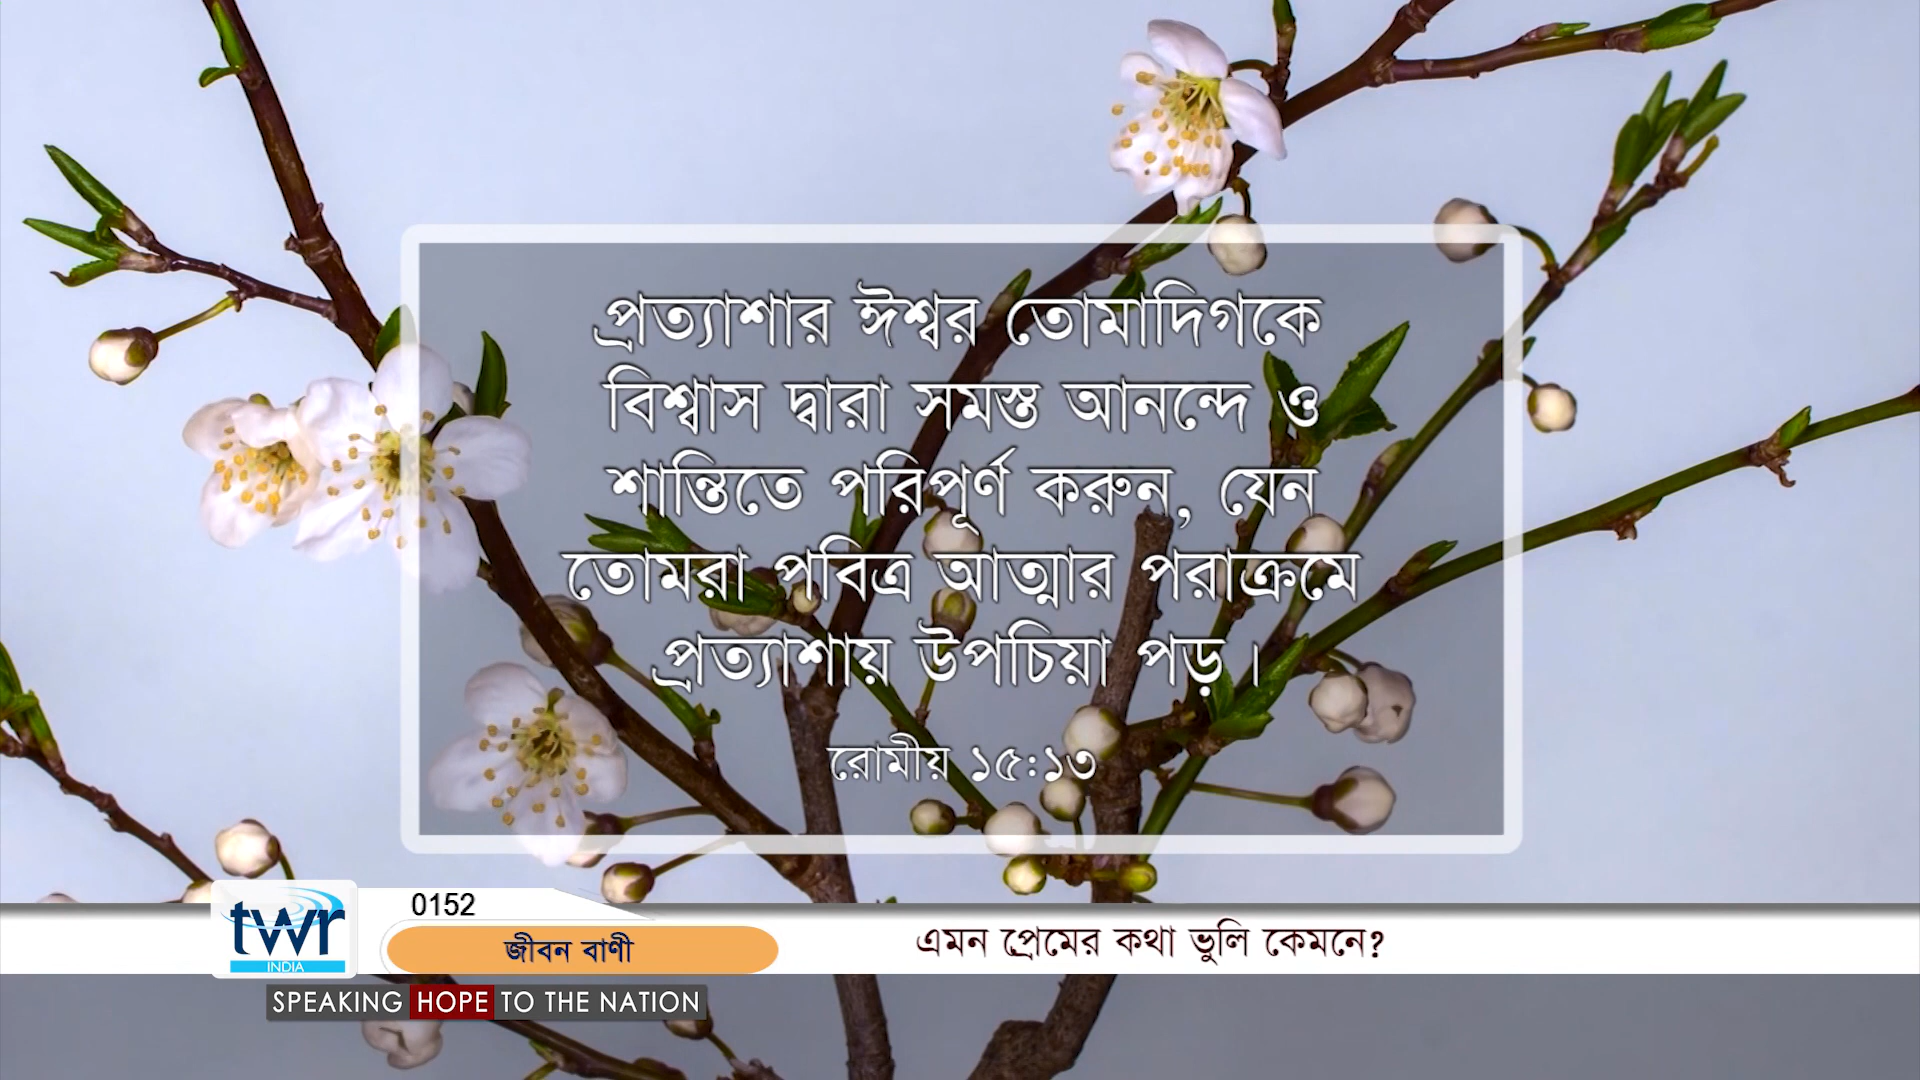 প্রত্যাশার ঈশ্বর তোমাদিগকে
বিশ্বাস দ্বারা সমস্ত আনন্দে ও
শান্তিতে পরিপূর্ণ করুন, যেন
তোমরা পবিত্র আত্মার পরাক্রমে
প্রত্যাশায় উপচিয়া পড়।
রোমীয় ১৫:১৩
twr
INDIA
0152
জীবন বাণী
এমন প্রেমের কথা ভুলি কেমনে?
SPEAKING HOPE TO THE NATION